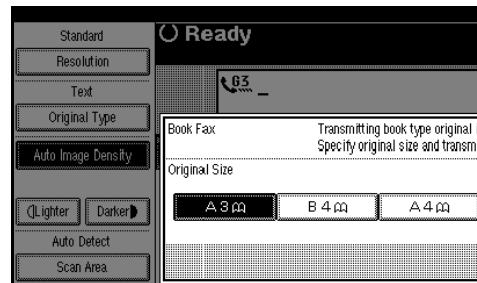 Standard
Resolution
Text
Original Type
Auto Image Density
Lighter
Darker
Auto Detect
Scan Area
Ready
G3
Book Fax
Transmitting book type original
Specify original size and transm
Original Size
A3
B4
A4